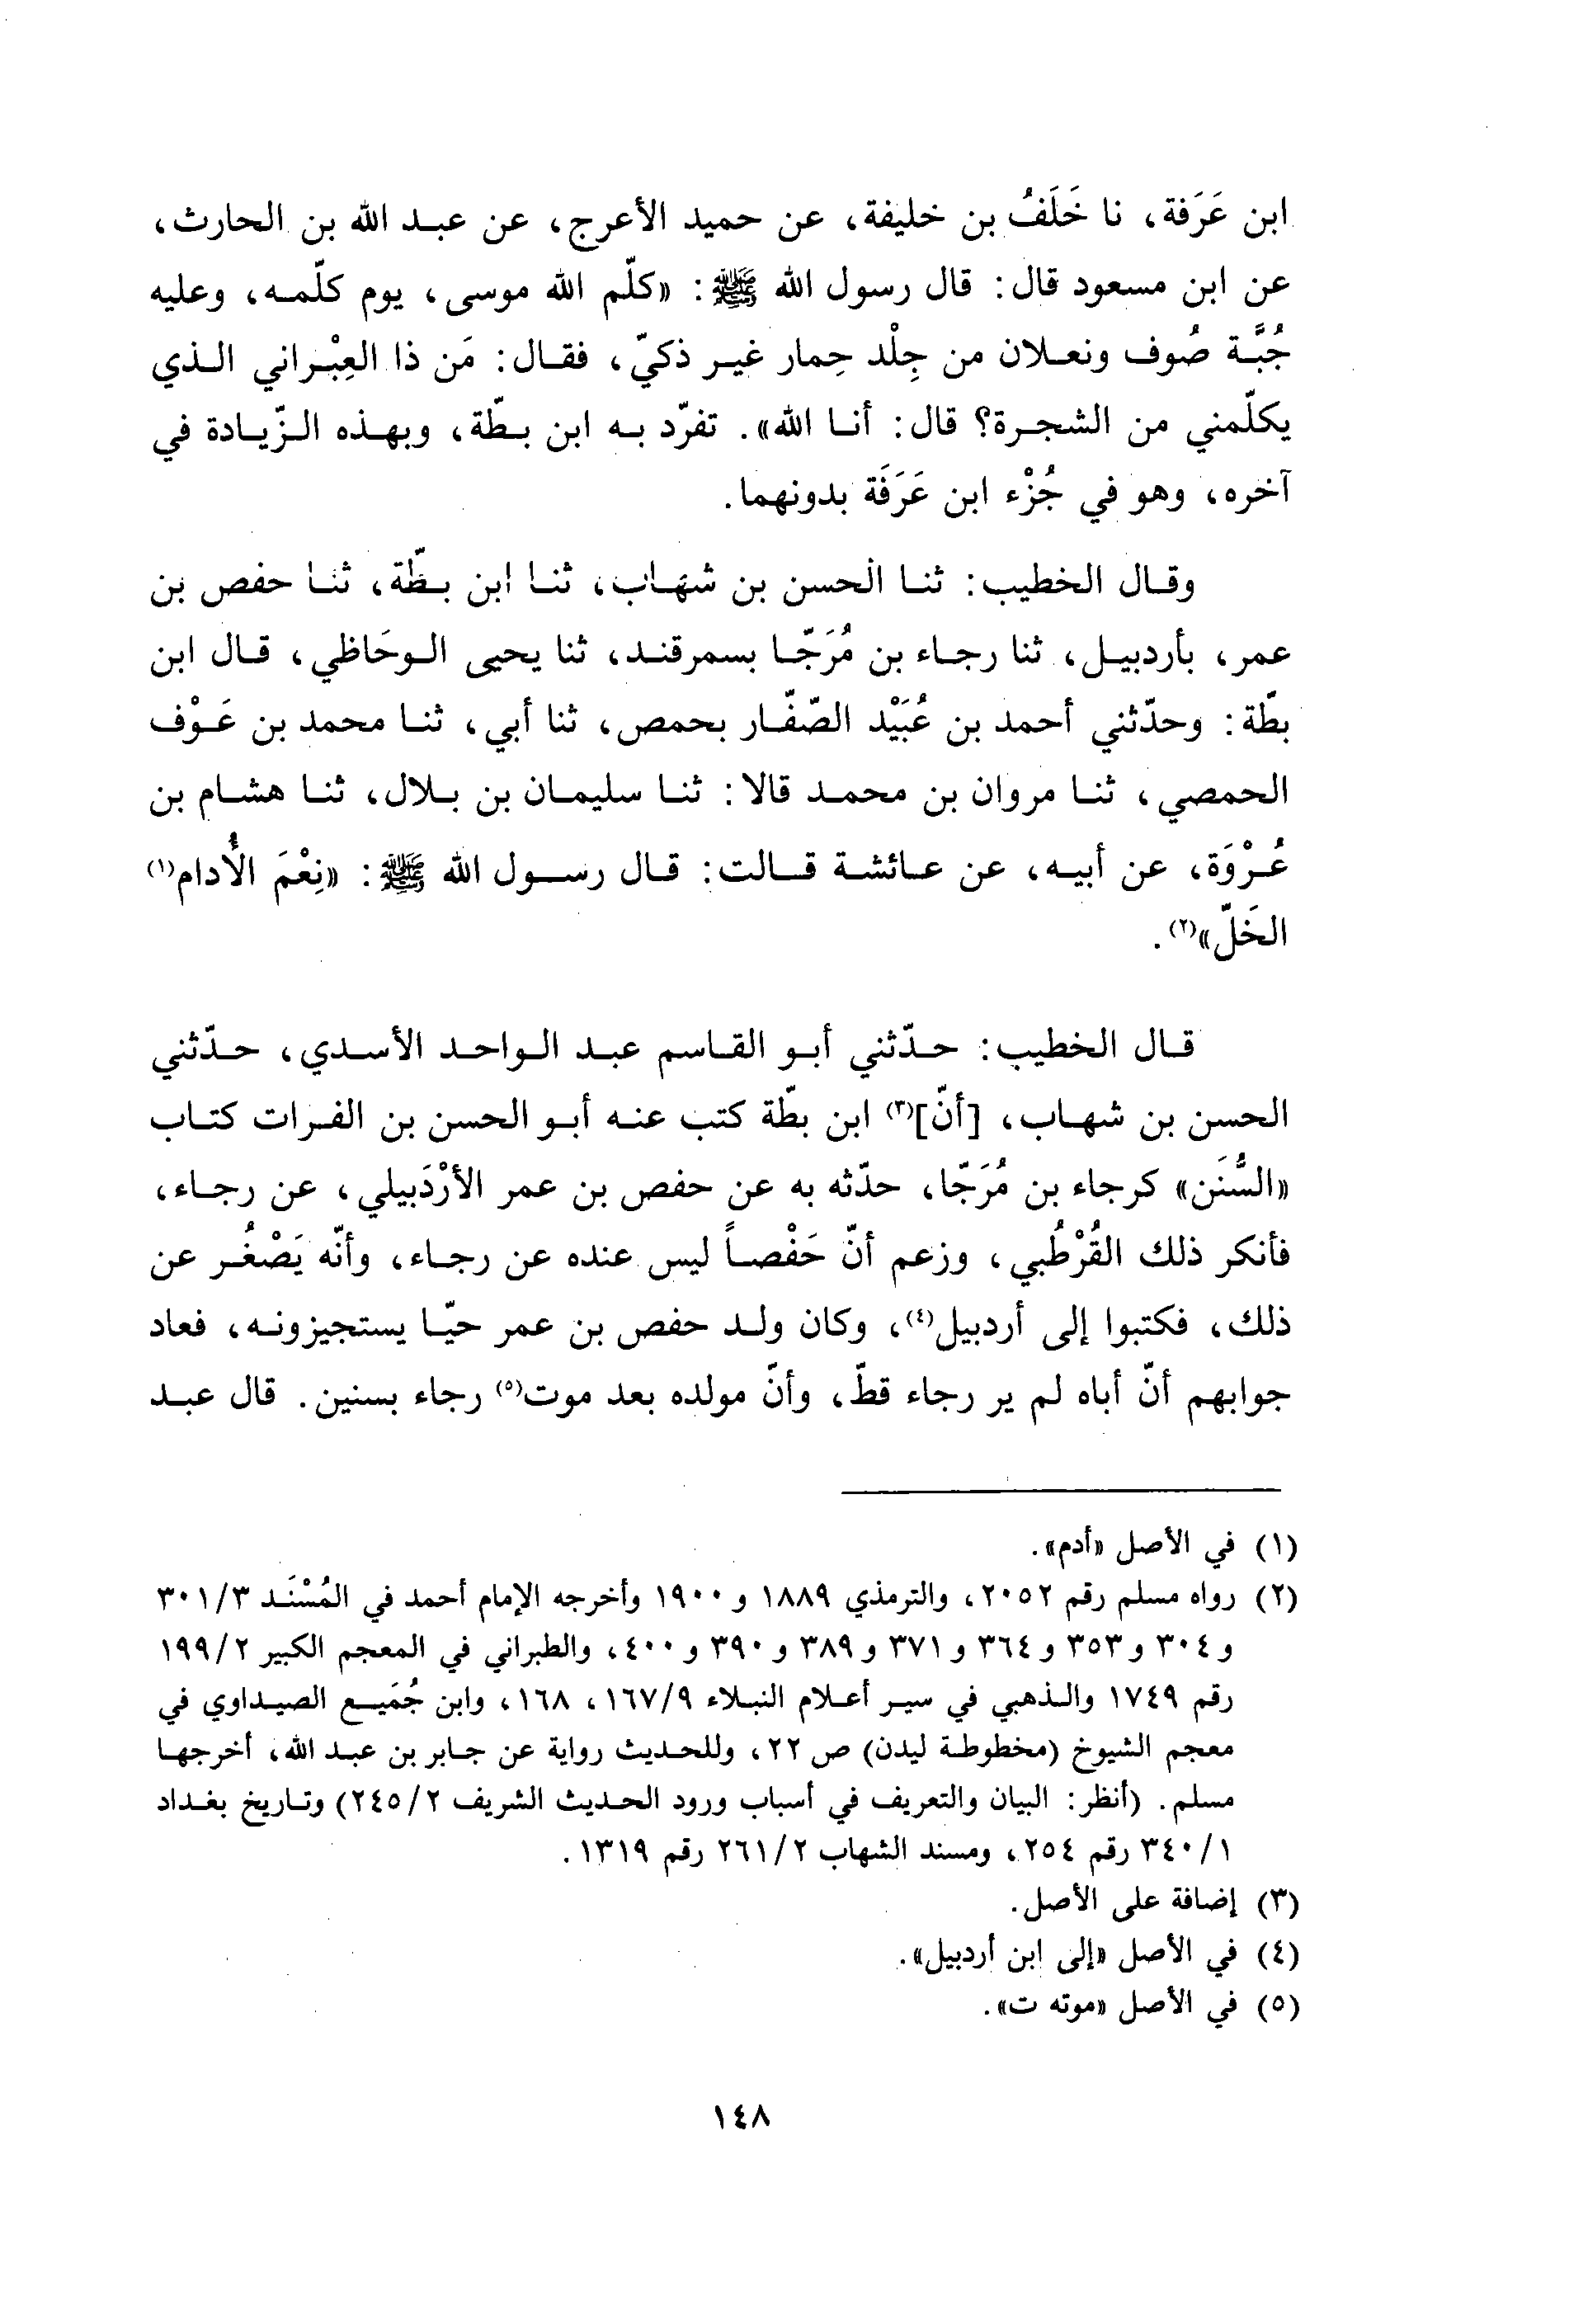 ابن عَرَفة، نا خَلَفُ بن خليفة، عن حميد الأعرج، عن عبد الله بن الحارث،
عن ابن مسعود قال: قال رسول الله ﷺ: «كلّم الله موسى، يوم كلّمه، وعليه
جُبَّة صُوف ونعلان من جِلْد حِمار غير ذكيّ، فقال: مَن ذا العِبْراني الذي
يكلّمني من الشجرة؟ قال: أنا الله». تفرّد به ابن بطّة، وبهذه الزّيادة في
آخره، وهو في جُزْء ابن عَرَفَة بدونهما.
وقال الخطيب: ثنا الحسن بن شهاب، ثنا ابن بطّة، ثنا حفص بن
عمر، بأردبيل، ثنا رجاء بن مُرَجّا بسمرقند، ثنا يحيى الوحَاظي، قال ابن
بطّة: وحدّثني أحمد بن عُبَيْد الصّفّار بحمص، ثنا أبي، ثنا محمد بن عَوْف
الحمصي، ثنا مروان بن محمد قالا: ثنا سليمان بن بلال، ثنا هشام بن
عُرْوَة، عن أبيه، عن عائشة قالت: قال رسول الله ﷺ: «نِعْمَ الأُدام(١)
الخَلّ»(٢).
قال الخطيب: حدّثني أبو القاسم عبد الواحد الأسدي، حدّثني
الحسن بن شهاب، [أنّ](٣) ابن بطّة كتب عنه أبو الحسن بن الفرات كتاب
«السُّنَن» كرجاء بن مُرَجّا، حدّثه به عن حفص بن عمر الأرْدَبيلي، عن رجاء،
فأنكر ذلك القُرْطُبي، وزعم أنّ حَفْصاً ليس عنده عن رجاء، وأنّه يَصْغُر عن
ذلك، فكتبوا إلى أردبيل(٤)، وكان ولد حفص بن عمر حيّا يستجيزونه، فعاد
جوابهم أنّ أباه لم ير رجاء قطّ، وأنّ مولده بعد موت(٥) رجاء بسنين. قال عبد
(١) في الأصل «أدم».
(٢) رواه مسلم رقم ٢٠٥٢، والترمذي ١٨٨٩ و ١٩٠٠ وأخرجه الإمام أحمد في المُسْنَد ٣٠١/٣
و ٣٠٤ و ٣٥٣ و ٣٦٤ و ٣٧١ و ٣٨٩ و ٣٩٠ و ٤٠٠، والطبراني في المعجم الكبير ١٩٩/٢
رقم ١٧٤٩ والذهبي في سير أعلام النبلاء ١٦٧/٩، ١٦٨، وابن جُمَيع الصيداوي في
معجم الشيوخ (مخطوطة ليدن) ص ٢٢، وللحديث رواية عن جابر بن عبد الله، أخرجها
مسلم. (أنظر: البيان والتعريف في أسباب ورود الحديث الشريف ٢٤٥/٢) وتاريخ بغداد
٣٤٠/١ رقم ٢٥٤، ومسند الشهاب ٢٦١/٢ رقم ١٣١٩.
(٣) إضافة على الأصل.
(٤) في الأصل «إلى ابن أردبيل».
(٥) في الأصل «موته ت».
١٤٨